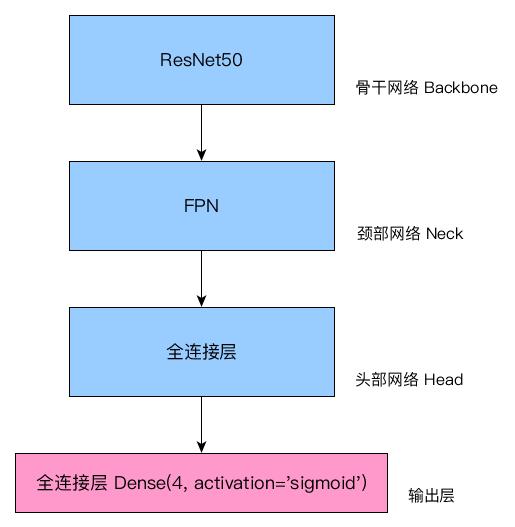 ResNet50
骨干网络 Backbone
FPN
颈部网络 Neck
全连接层
头部网络 Head
全连接层 Dense(4, activation='sigmoid')
输出层